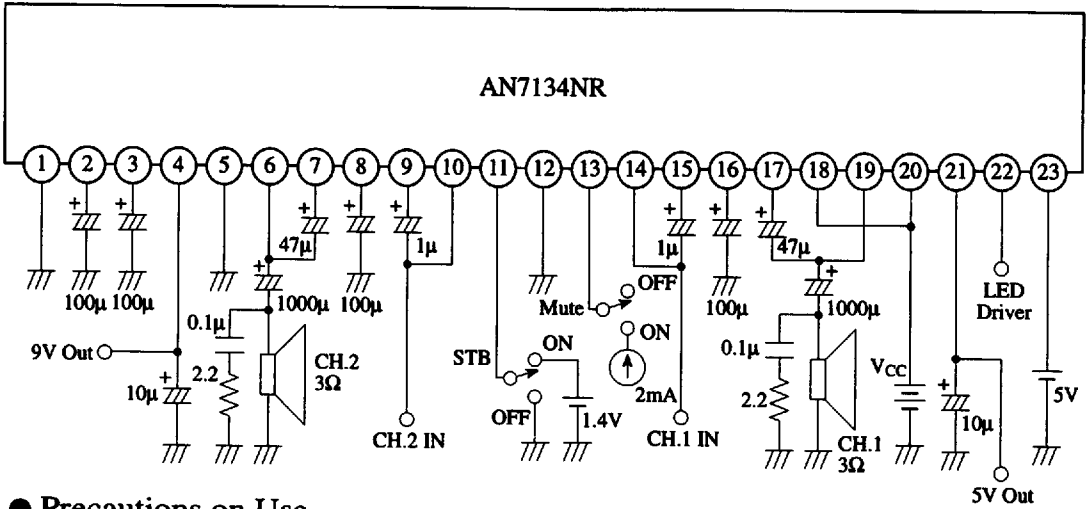 AN7134NR
1 2 3 4 5 6 7 8 9 10 11 12 13 14 15 16 17 18 19 20 21 22 23
+ + + + + + + + +
47μ 1μ 1μ 47μ
100μ 100μ + 1000μ 100μ 100μ + 1000μ
OFF
Mute
ON
2mA
LED
Driver
0.1μ
2.2
CH.2
3Ω
9V Out
+
10μ
STB
ON
OFF
1.4V
CH.2 IN
CH.1 IN
0.1μ
2.2
CH.1
3Ω
VCC
+
10μ
5V
5V Out
● Precautions on Use